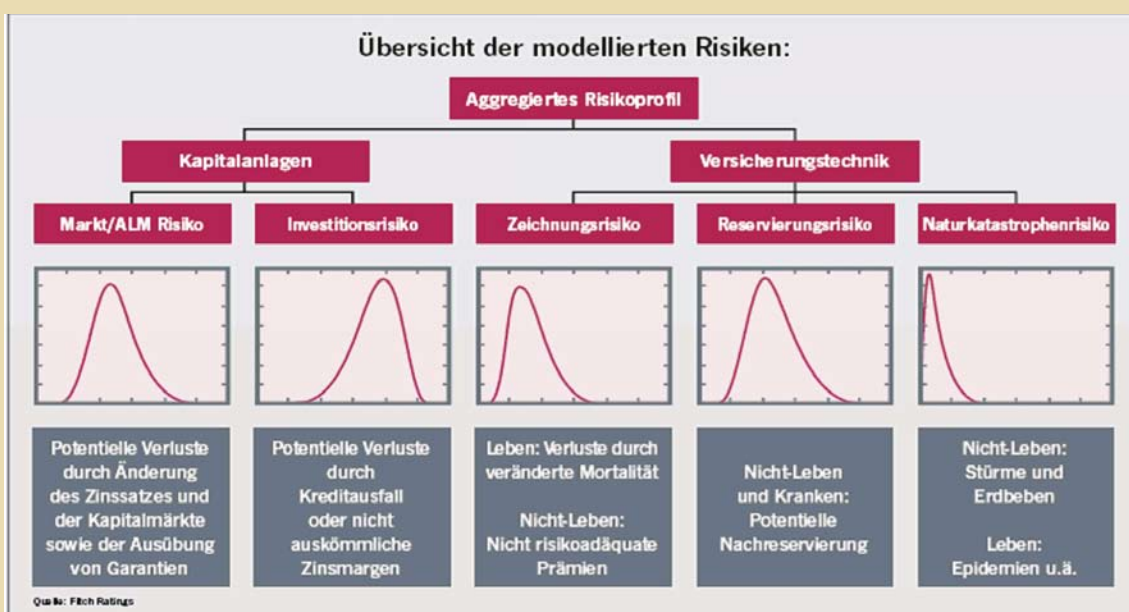 Übersicht der modellierten Risiken:
Aggregiertes Risikoprofil
Kapitalanlagen
Versicherungstechnik
Markt/ALM Risiko
Investitionsrisiko
Zeichnungsrisiko
Reservierungsrisiko
Naturkatastrophenrisiko
Potentielle Verluste
durch Änderung
des Zinssatzes und
der Kapitalmärkte
sowie der Ausübung
von Garantien
Potentielle Verluste
durch
Kreditausfall
oder nicht
auskömmliche
Zinsmargen
Leben: Verluste durch
veränderte Mortalität
Nicht-Leben:
Nicht risikoadäquate
Prämien
Nicht-Leben
und Kranken:
Potentielle
Nachreservierung
Nicht-Leben:
Stürme und
Erdbeben
Leben:
Epidemien u.ä.
Quelle: Fitch Ratings